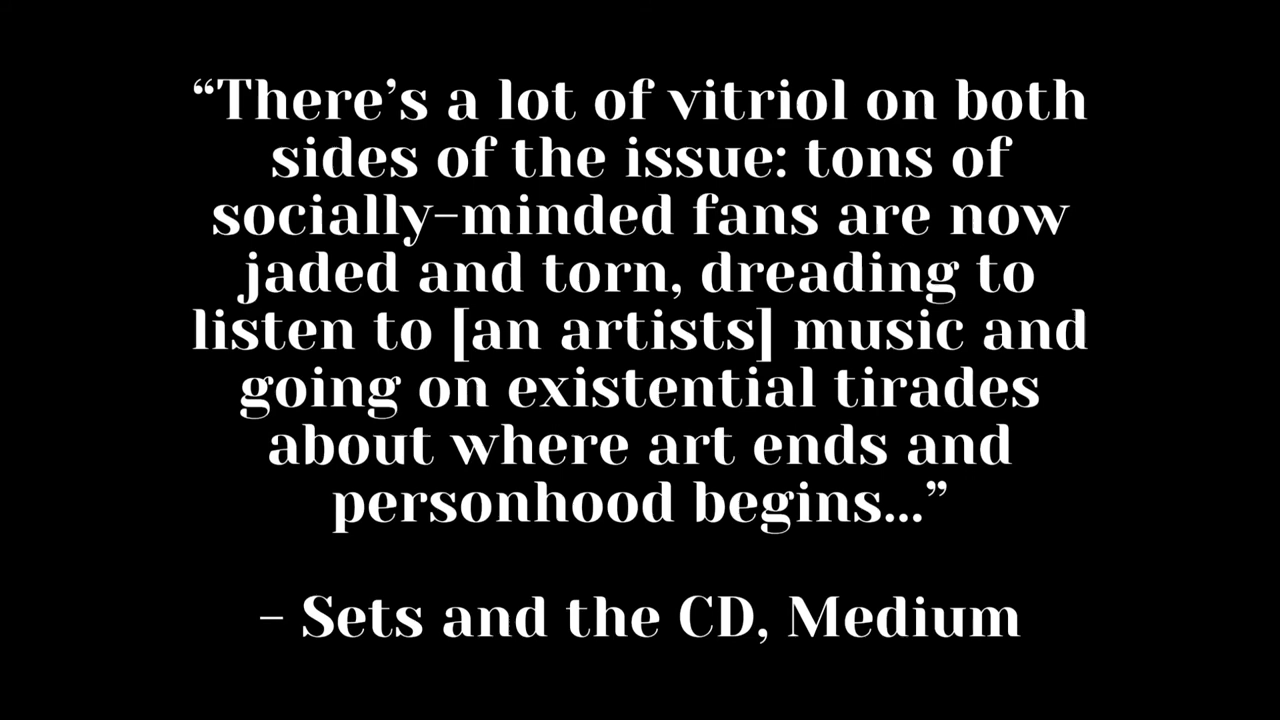 “There’s a lot of vitriol on both
sides of the issue: tons of
socially-minded fans are now
jaded and torn, dreading to
listen to [an artists] music and
going on existential tirades
about where art ends and
personhood begins...”
- Sets and the CD, Medium